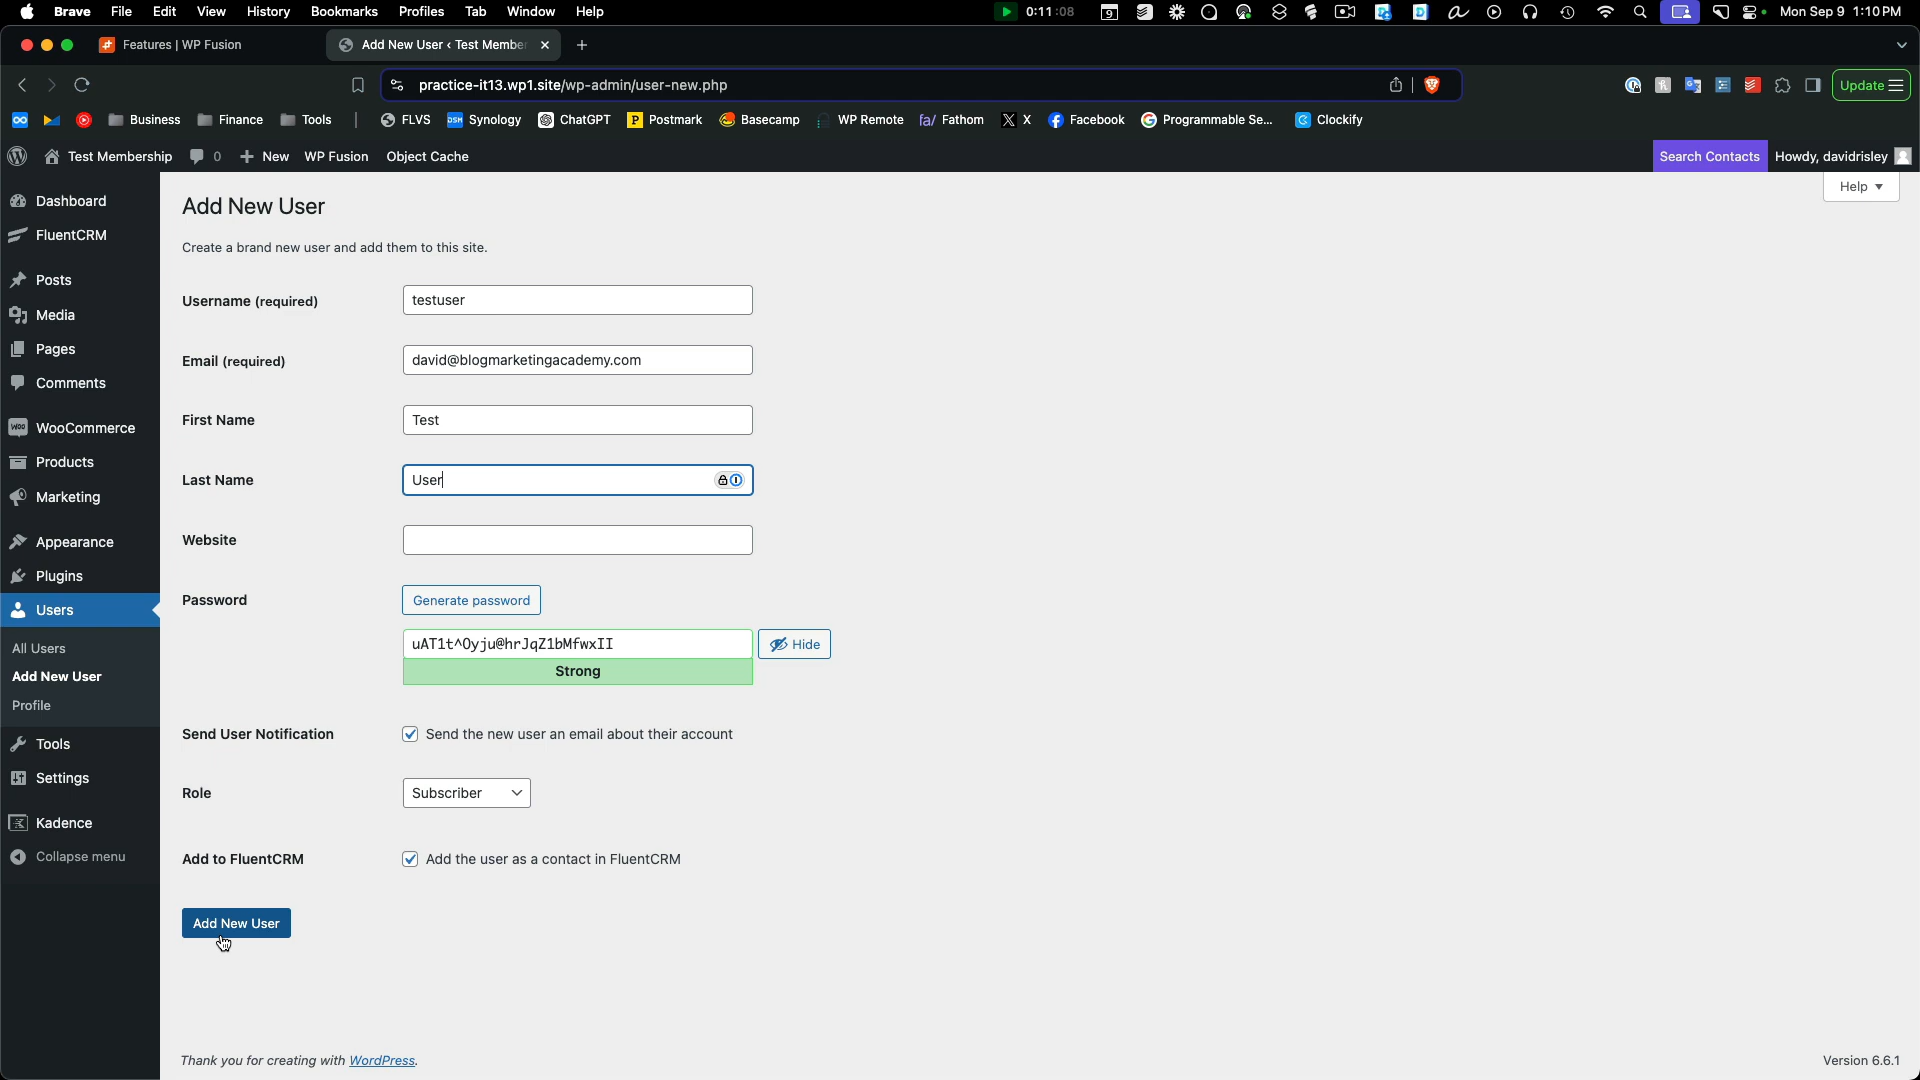 Brave File Edit View History Bookmarks Profiles Tab Window Help 0:11:08 9 Mon Sep 9 1:10 PM
Features | WP Fusion Add New User ‹ Test Member
practice-it13.wp1.site/wp-admin/user-new.php Update
Business Finance Tools FLVS DSM Synology ChatGPT Postmark Basecamp WP Remote fa/ Fathom X Facebook Programmable Se... Clockify
Test Membership 0 New WP Fusion Object Cache Search Contacts Howdy, davidrisley
Help
Dashboard
FluentCRM
Posts
Media
Pages
Comments
WooCommerce
Products
Marketing
Appearance
Plugins
Users
All Users
Add New User
Profile
Tools
Settings
Kadence
Collapse menu
Add New User
Create a brand new user and add them to this site.
Username (required) testuser
Email (required) david@blogmarketingacademy.com
First Name Test
Last Name User
Website
Password Generate password
uAT1t^Oyju@hrJqZ1bMfwxII Hide
Strong
Send User Notification Send the new user an email about their account
Role Subscriber
Add to FluentCRM Add the user as a contact in FluentCRM
Add New User
Thank you for creating with WordPress. Version 6.6.1